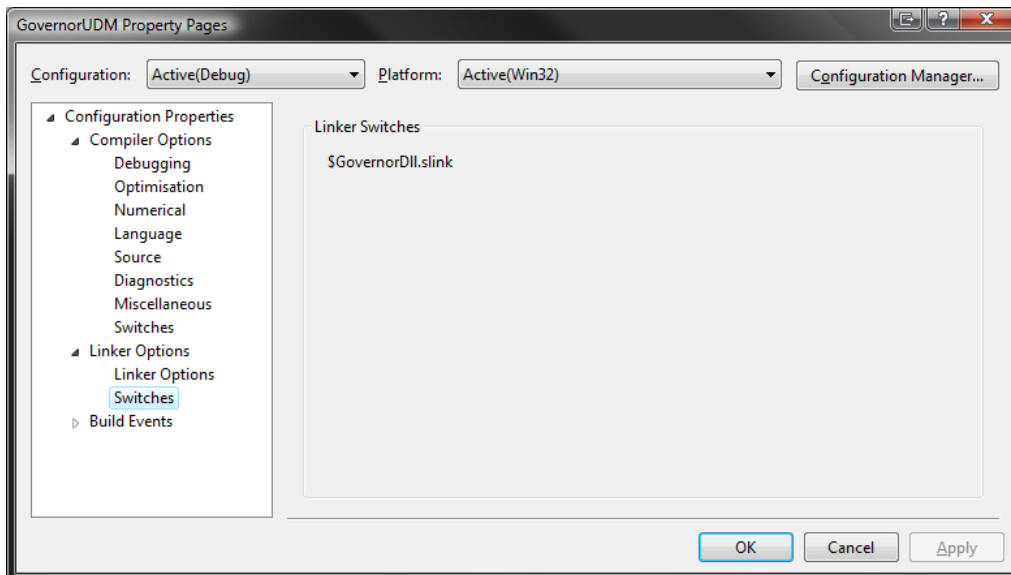 GovernorUDM Property Pages
Configuration: Active(Debug) Platform: Active(Win32) Configuration Manager...
Configuration Properties
Compiler Options
Debugging
Optimisation
Numerical
Language
Source
Diagnostics
Miscellaneous
Switches
Linker Options
Linker Options
Switches
Build Events
Linker Switches
$GovernorDll.slink
OK Cancel Apply